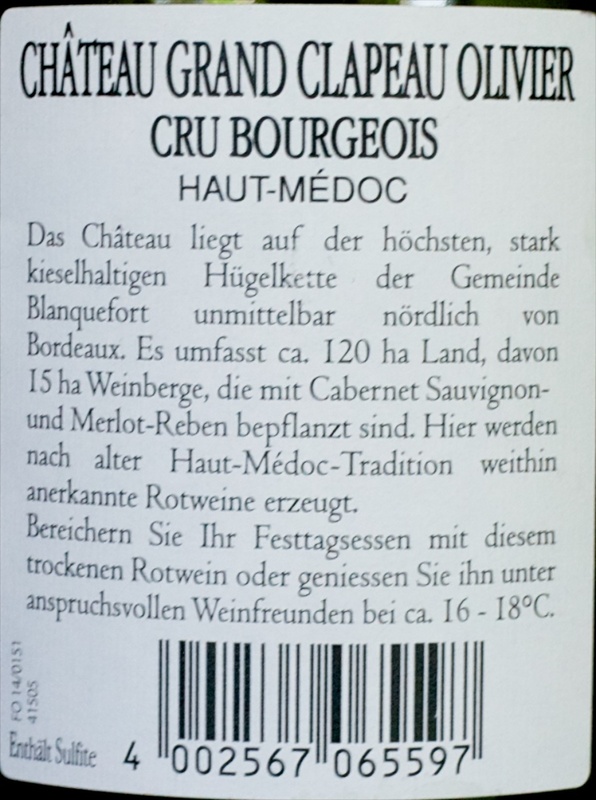 CHÂTEAU GRAND CLAPEAU OLIVIER
CRU BOURGEOIS
HAUT-MÉDOC
Das Château liegt auf der höchsten, stark
kieselhaltigen Hügelkette der Gemeinde
Blanquefort unmittelbar nördlich von
Bordeaux. Es umfasst ca. 120 ha Land, davon
15 ha Weinberge, die mit Cabernet Sauvignon-
und Merlot-Reben bepflanzt sind. Hier werden
nach alter Haut-Médoc-Tradition weithin
anerkannte Rotweine erzeugt.
Bereichern Sie Ihr Festtagsessen mit diesem
trockenen Rotwein oder geniessen Sie ihn unter
anspruchsvollen Weinfreunden bei ca. 16 - 18°C.
FO 14/0151
41505
Enthält Sulfite
4 002567 065597